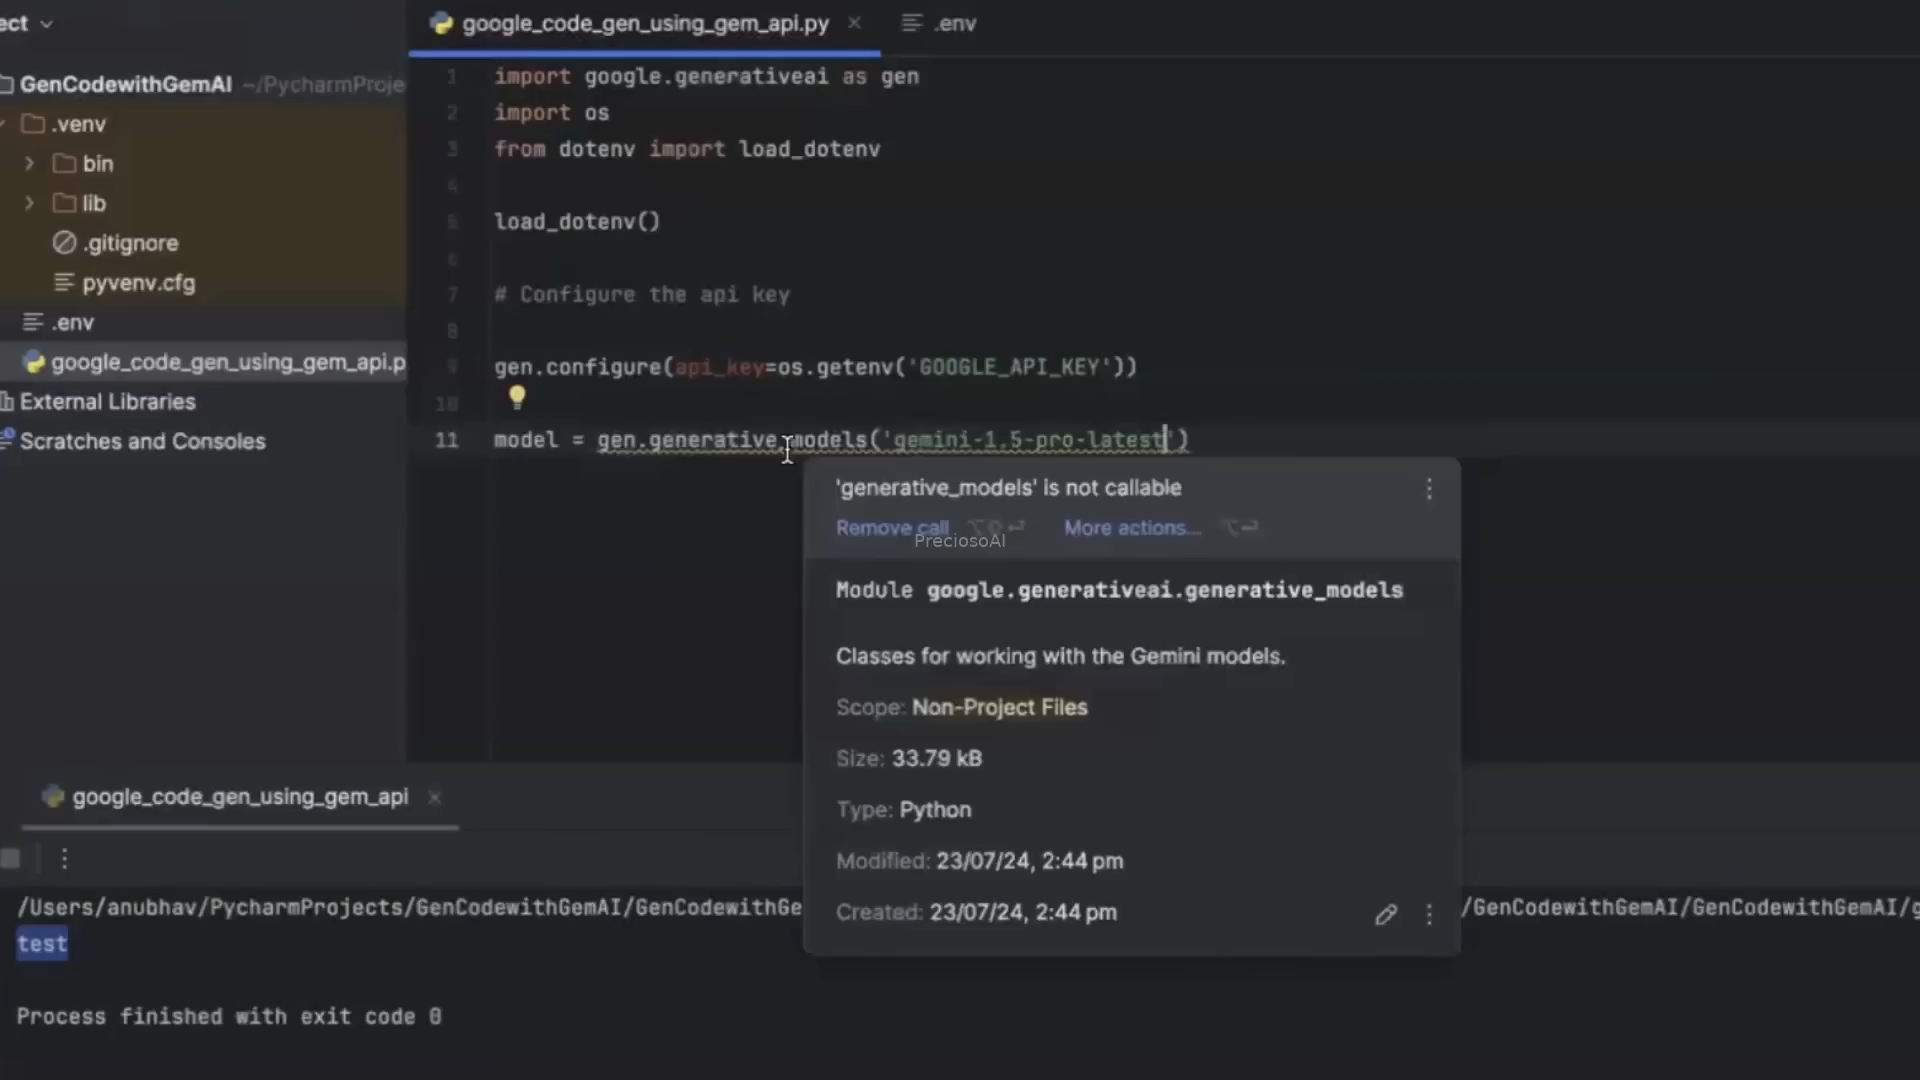 ect
google_code_gen_using_gem_api.py
.env
GenCodewithGemAI ~/PycharmProje
.venv
bin
lib
.gitignore
pyvenv.cfg
.env
google_code_gen_using_gem_api.p
External Libraries
Scratches and Consoles
1 import google.generativeai as gen
2 import os
3 from dotenv import load_dotenv
4
5 load_dotenv()
6
7 # Configure the api key
8
9 gen.configure(api_key=os.getenv('GOOGLE_API_KEY'))
10
11 model = gen.generative_models('gemini-1.5-pro-latest')
'generative_models' is not callable
Remove call ⌥⇧⏎ More actions... ⌥⏎
PreciosoAI
Module google.generativeai.generative_models
Classes for working with the Gemini models.
Scope: Non-Project Files
Size: 33.79 kB
Type: Python
Modified: 23/07/24, 2:44 pm
Created: 23/07/24, 2:44 pm
google_code_gen_using_gem_api
/Users/anubhav/PycharmProjects/GenCodewithGemAI/GenCodewithGe /GenCodewithGemAI/GenCodewithGemAI/g
test
Process finished with exit code 0